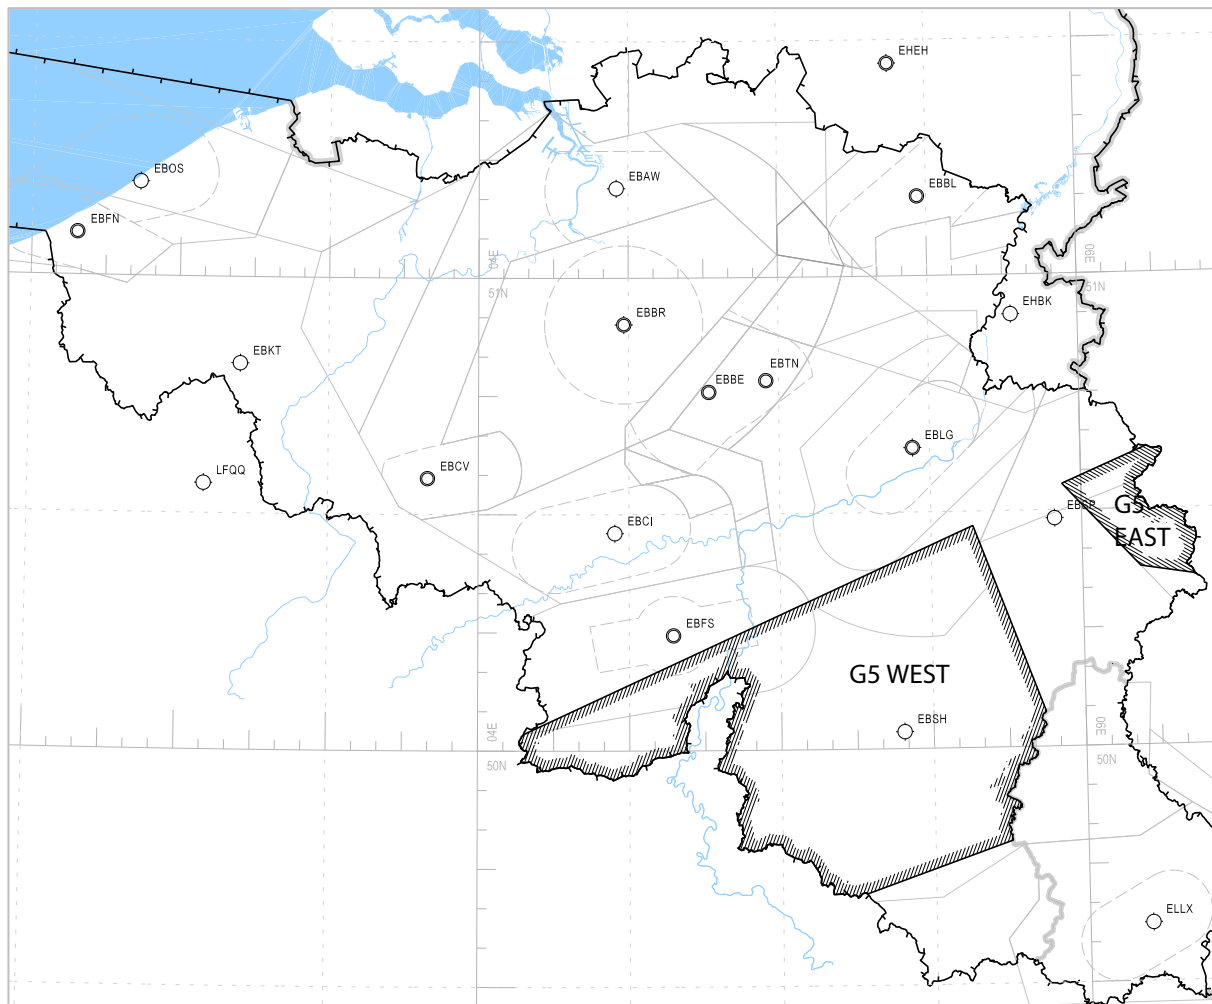 EHEH
EBOS
EBAW
EBBL
EBFN
04E
06E
51N
51N
EHBK
EBBR
EBKT
EBTN
EBBE
EBLG
LFQQ
EBCV
EBSP
G5
EAST
EBCI
EBFS
G5 WEST
EBSH
04E
06E
50N
50N
ELLX